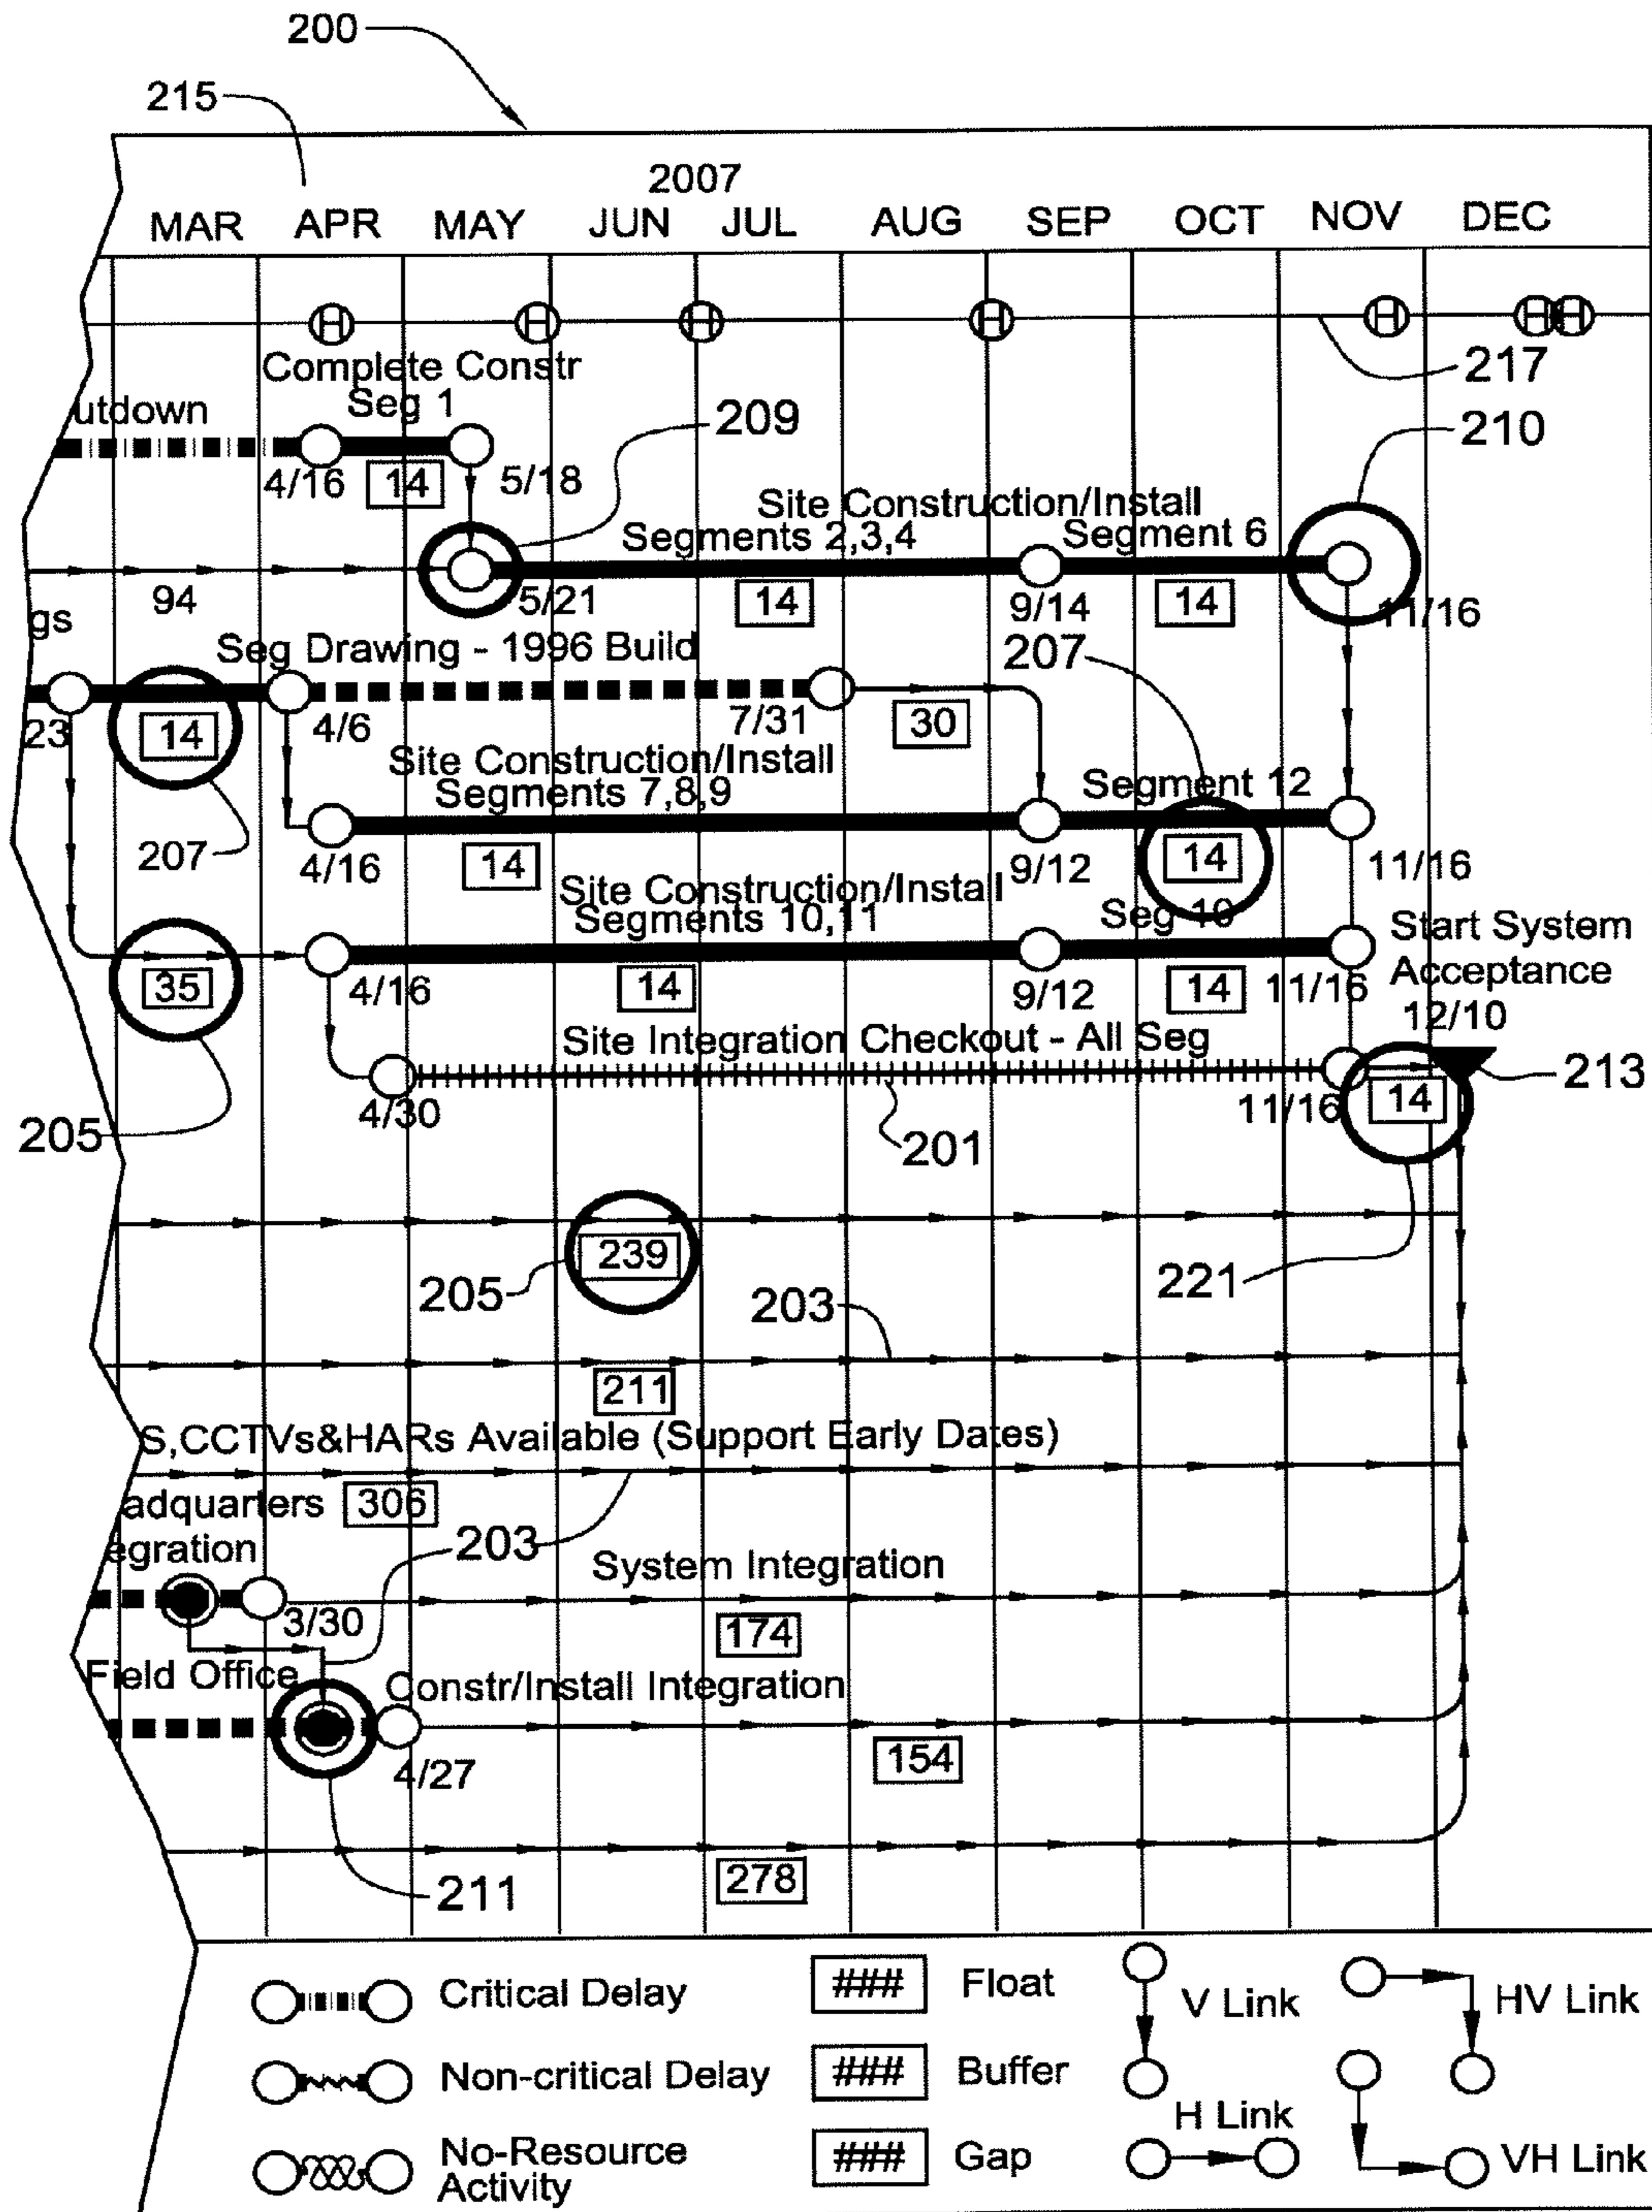 200
215
2007
MAR APR MAY JUN JUL AUG SEP OCT NOV DEC
H H H H H H H
217
Complete Constr
Seg 1
utdown
209
210
4/16 14 5/18
Site Construction/Install
Segments 2,3,4 Segment 6
94 5/21 14 9/14 14 11/16
gs
Seg Drawing - 1996 Build
207
23 14 4/6 7/31 30
Site Construction/Install
Segments 7,8,9 Segment 12
207 4/16 14 9/12 14 11/16
Site Construction/Install
Segments 10,11 Seg 10
Start System
Acceptance
35 4/16 14 9/12 14 11/16
12/10
Site Integration Checkout - All Seg
213
4/30 11/16 14
205 201
239
205 203 221
211
S,CCTVs&HARs Available (Support Early Dates)
306
adquarters
egration
203
System Integration
3/30 174
Field Office Constr/Install Integration
4/27 154
211 278
Critical Delay ### Float V Link HV Link
Non-critical Delay ### Buffer H Link
No-Resource
Activity ### Gap VH Link